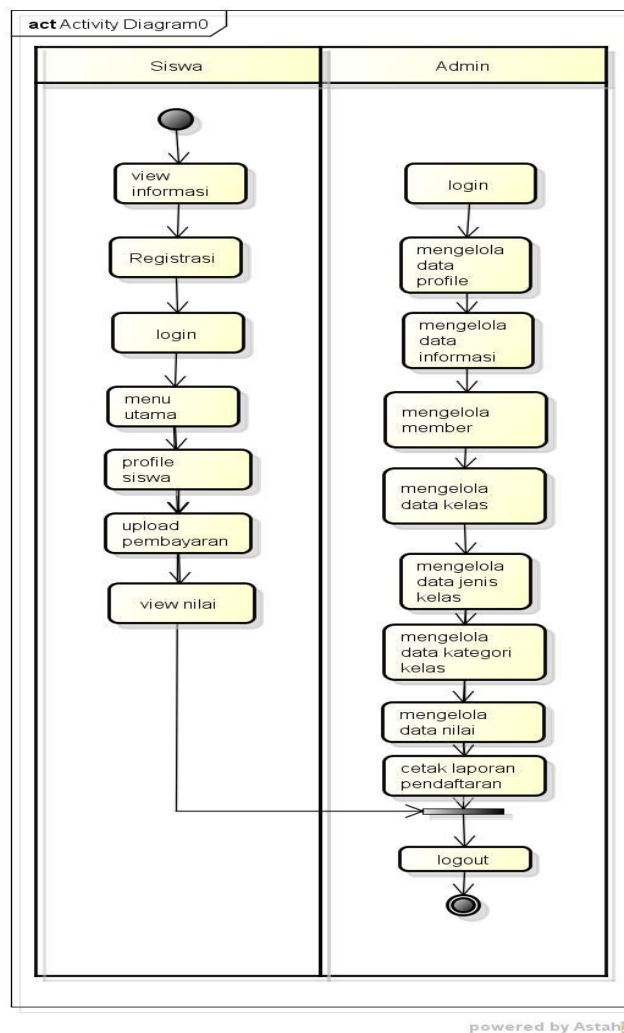 act Activity Diagram0
Siswa
Admin
view
informasi
Registrasi
login
menu
utama
profile
siswa
upload
pembayaran
view nilai
login
mengelola
data
profile
mengelola
data
informasi
mengelola
member
mengelola
data kelas
mengelola
data jenis
kelas
mengelola
data kategori
kelas
mengelola
data nilai
cetak laporan
pendaftaran
logout
powered by Astah